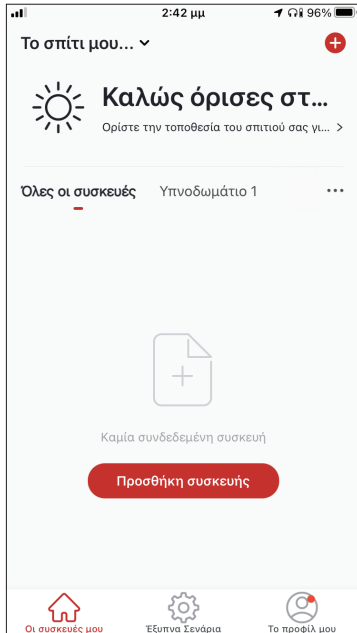 2:42 μμ
96%
Το σπίτι μου...
Καλώς όρισες στ...
Ορίστε την τοποθεσία του σπιτιού σας γι...
Όλες οι συσκευές Υπνοδωμάτιο 1
Καμία συνδεδεμένη συσκευή
Προσθήκη συσκευής
Οι συσκευές μου Έξυπνα Σενάρια Το προφίλ μου